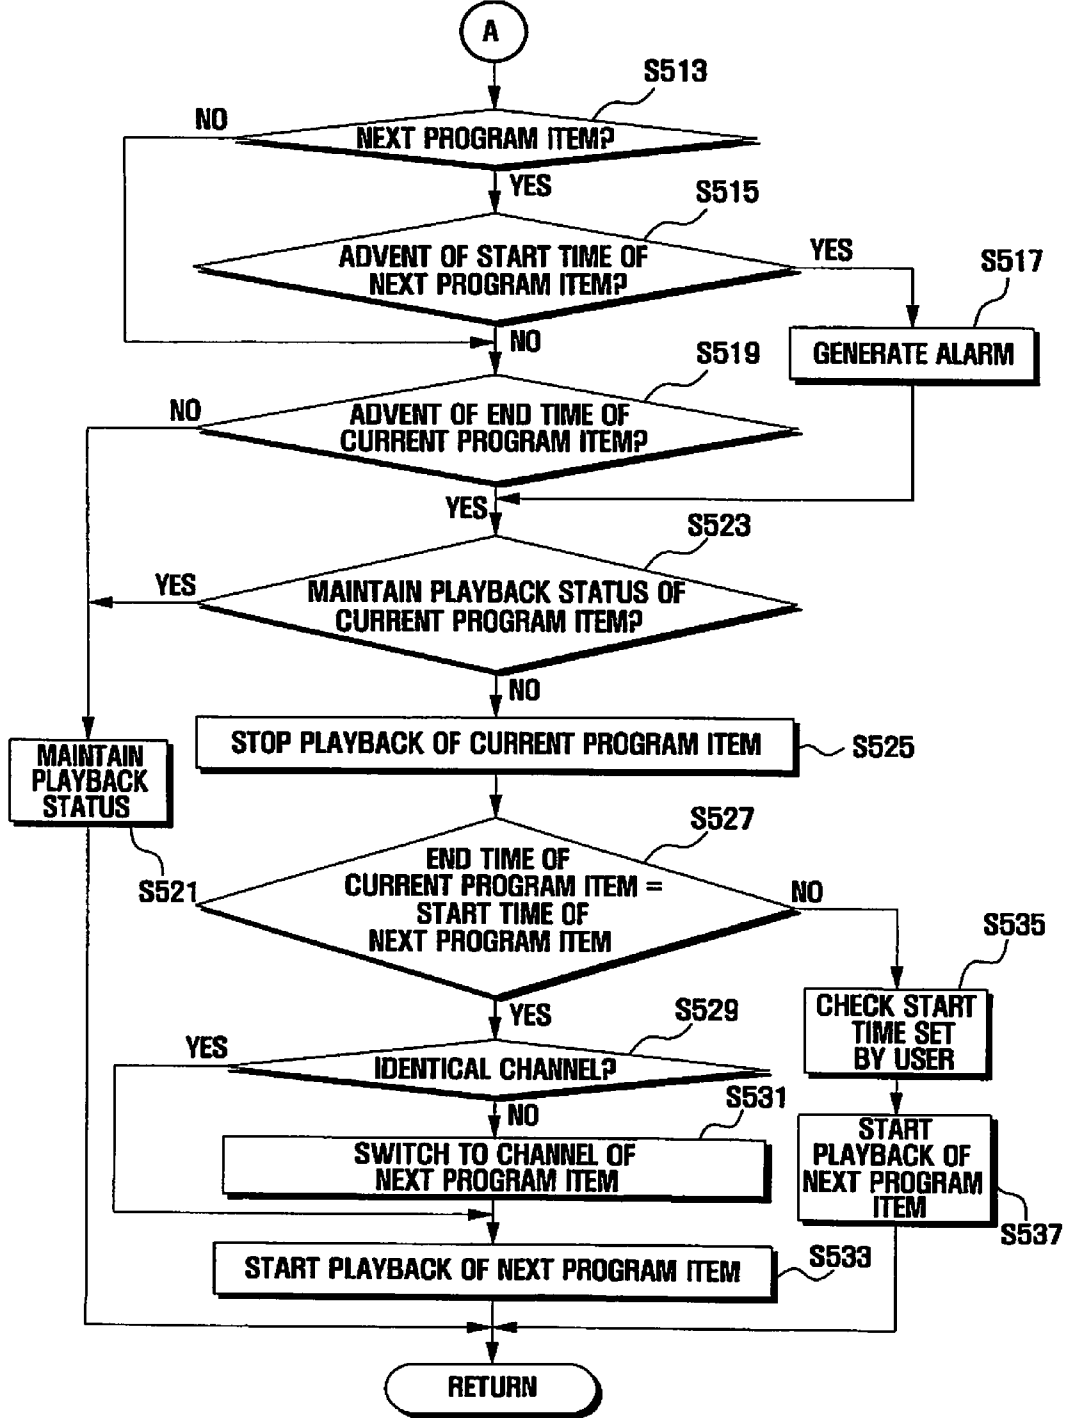 A
S513
NO
NEXT PROGRAM ITEM?
YES
S515
ADVENT OF START TIME OF
NEXT PROGRAM ITEM?
YES
S517
NO
GENERATE ALARM
S519
NO
ADVENT OF END TIME OF
CURRENT PROGRAM ITEM?
YES
S523
YES
MAINTAIN PLAYBACK STATUS OF
CURRENT PROGRAM ITEM?
NO
STOP PLAYBACK OF CURRENT PROGRAM ITEM
S525
MAINTAIN
PLAYBACK
STATUS
S521
S527
END TIME OF
CURRENT PROGRAM ITEM =
START TIME OF
NEXT PROGRAM ITEM
NO
S535
YES
CHECK START
TIME SET
BY USER
S529
YES
IDENTICAL CHANNEL?
NO
S531
SWITCH TO CHANNEL OF
NEXT PROGRAM ITEM
START
PLAYBACK OF
NEXT PROGRAM
ITEM
S537
START PLAYBACK OF NEXT PROGRAM ITEM
S533
RETURN